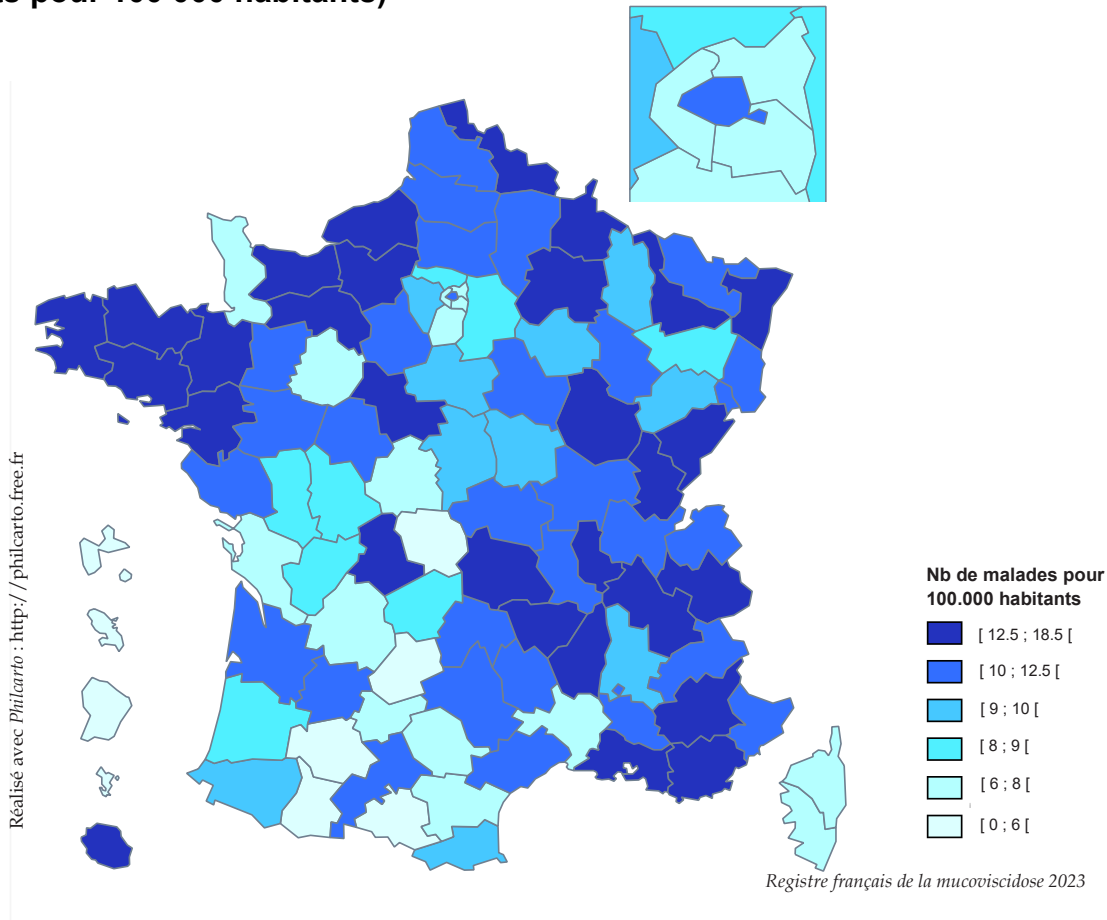 s pour 100 000 habitants)
Nb de malades pour
100.000 habitants
[ 12.5 ; 18.5 [
[ 10 ; 12.5 [
[ 9 ; 10 [
[ 8 ; 9 [
[ 6 ; 8 [
[ 0 ; 6 [
Registre français de la mucoviscidose 2023
Réalisé avec Philcarto : http: / / philcarto.free.fr